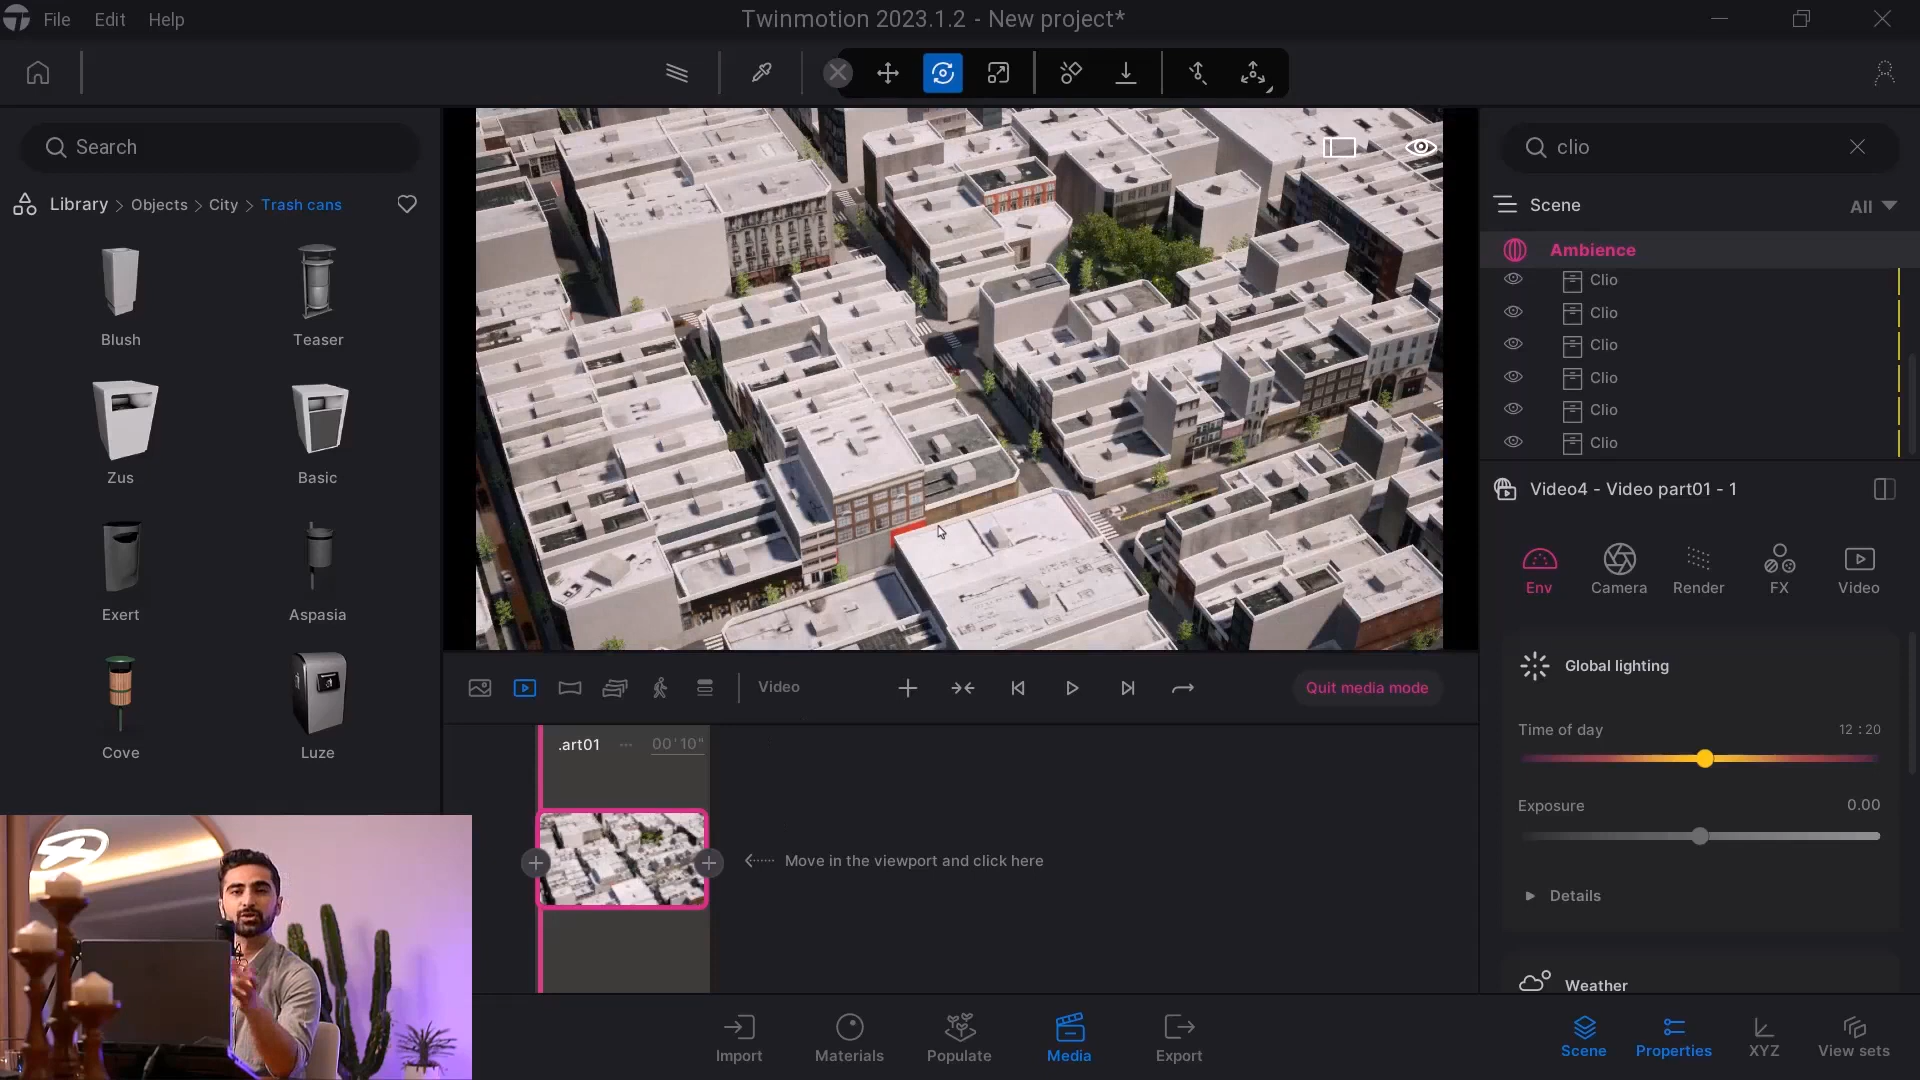 File Edit Help
Twinmotion 2023.1.2 - New project*
Search
Library > Objects > City > Trash cans
Blush
Teaser
Zus
Basic
Exert
Aspasia
Cove
Luze
clio
Scene
All
Ambience
Clio
Clio
Clio
Clio
Clio
Clio
Video4 - Video part01 - 1
Env
Camera
Render
FX
Video
Global lighting
Time of day
12 : 20
Exposure
0.00
Details
Weather
Video
Quit media mode
.art01 ... 00'10"
Move in the viewport and click here
Import
Materials
Populate
Media
Export
Scene
Properties
XYZ
View sets